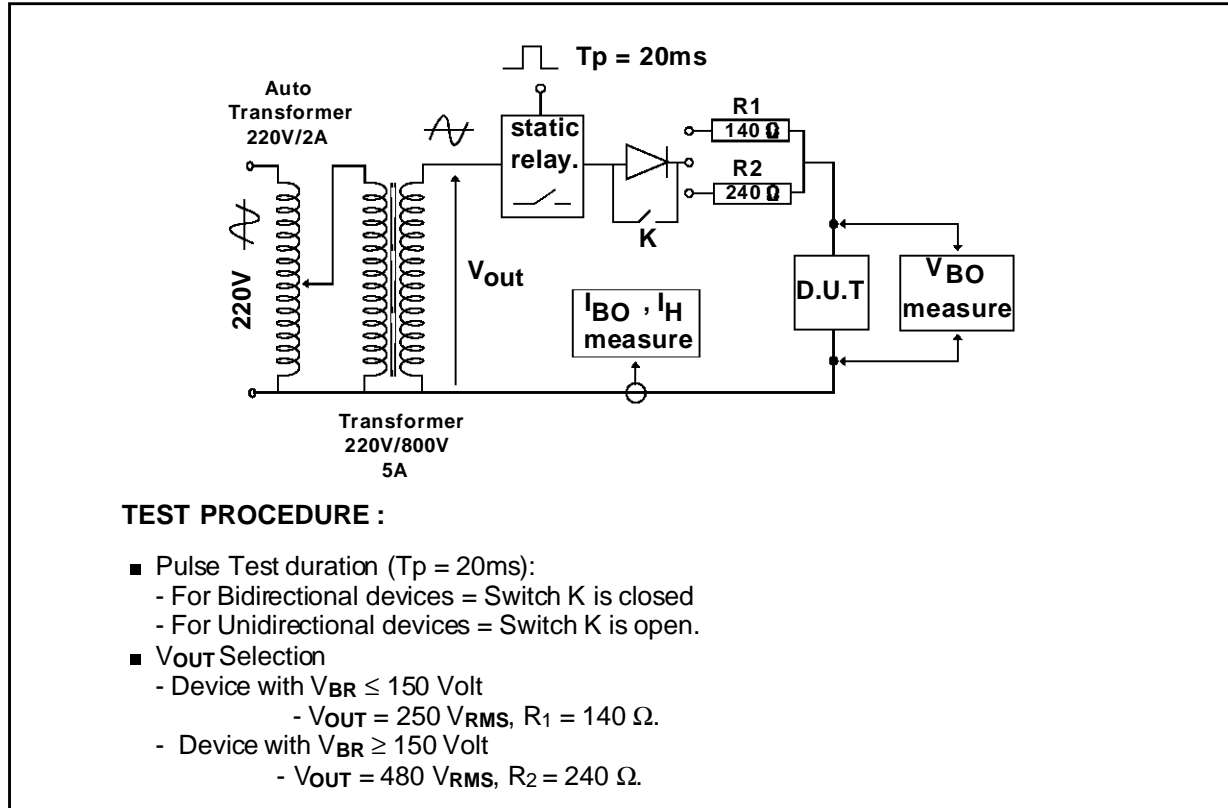 Tp = 20ms
Auto
Transformer
220V/2A
static
relay.
R1
140 Ω
R2
240 Ω
K
220V
Vout
IBO , IH
measure
D.U.T
VBO
measure
Transformer
220V/800V
5A
TEST PROCEDURE :
■ Pulse Test duration (Tp = 20ms):
- For Bidirectional devices = Switch K is closed
- For Unidirectional devices = Switch K is open.
■ VOUT Selection
- Device with VBR ≤ 150 Volt
- VOUT = 250 VRMS, R1 = 140 Ω.
- Device with VBR ≥ 150 Volt
- VOUT = 480 VRMS, R2 = 240 Ω.